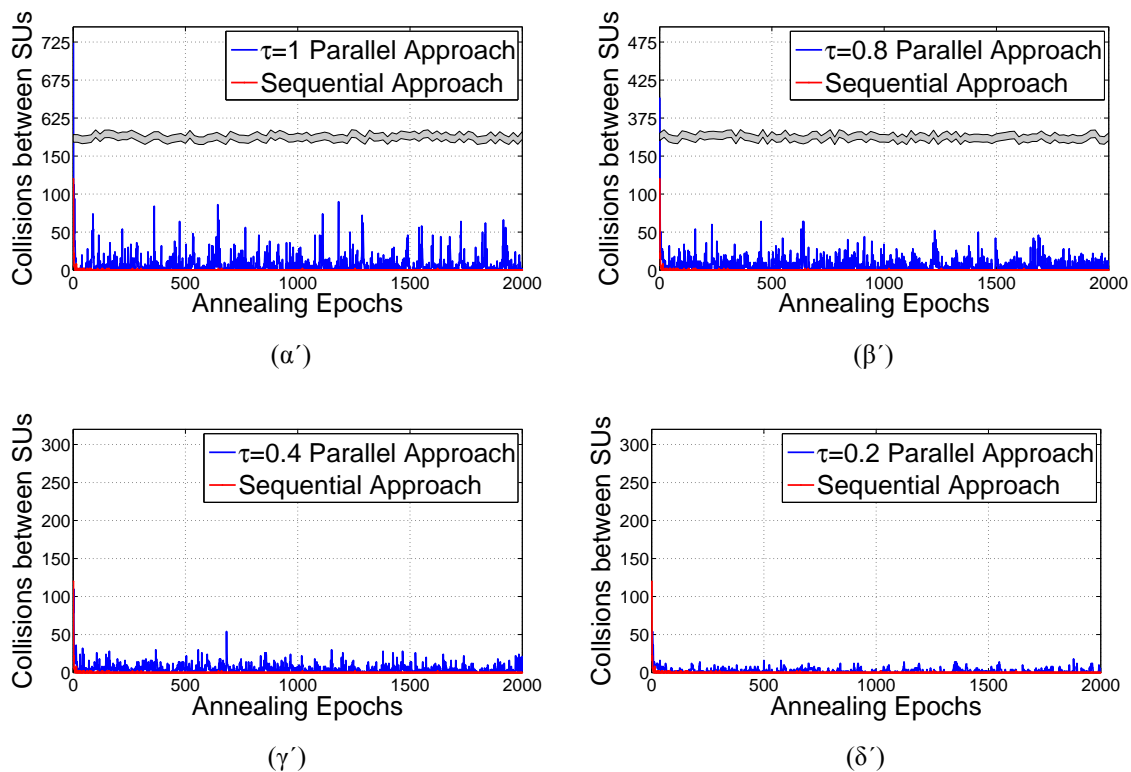 Collisions between SUs
725
675
625
150
100
50
0
τ=1 Parallel Approach
Sequential Approach
0 500 1000 1500 2000
Annealing Epochs
(α´)
Collisions between SUs
475
425
375
150
100
50
0
τ=0.8 Parallel Approach
Sequential Approach
0 500 1000 1500 2000
Annealing Epochs
(β´)
Collisions between SUs
300
250
200
150
100
50
0
τ=0.4 Parallel Approach
Sequential Approach
0 500 1000 1500 2000
Annealing Epochs
(γ´)
Collisions between SUs
300
250
200
150
100
50
0
τ=0.2 Parallel Approach
Sequential Approach
0 500 1000 1500 2000
Annealing Epochs
(δ´)